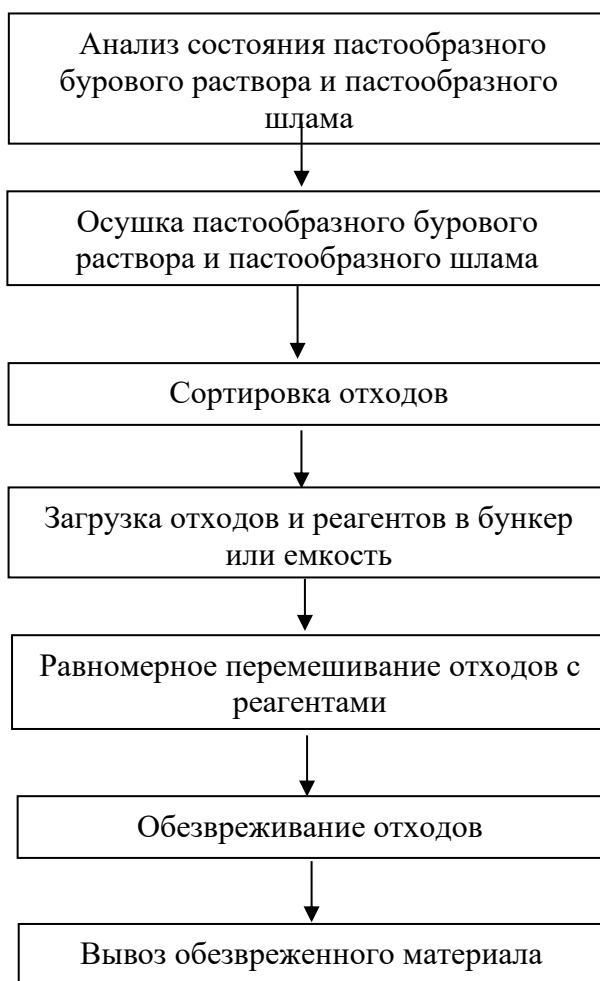 Анализ состояния пастообразного
бурового раствора и пастообразного
шлама
Осушка пастообразного бурового
раствора и пастообразного шлама
Сортировка отходов
Загрузка отходов и реагентов в бункер
или емкость
Равномерное перемешивание отходов с
реагентами
Обезвреживание отходов
Вывоз обезвреженного материала